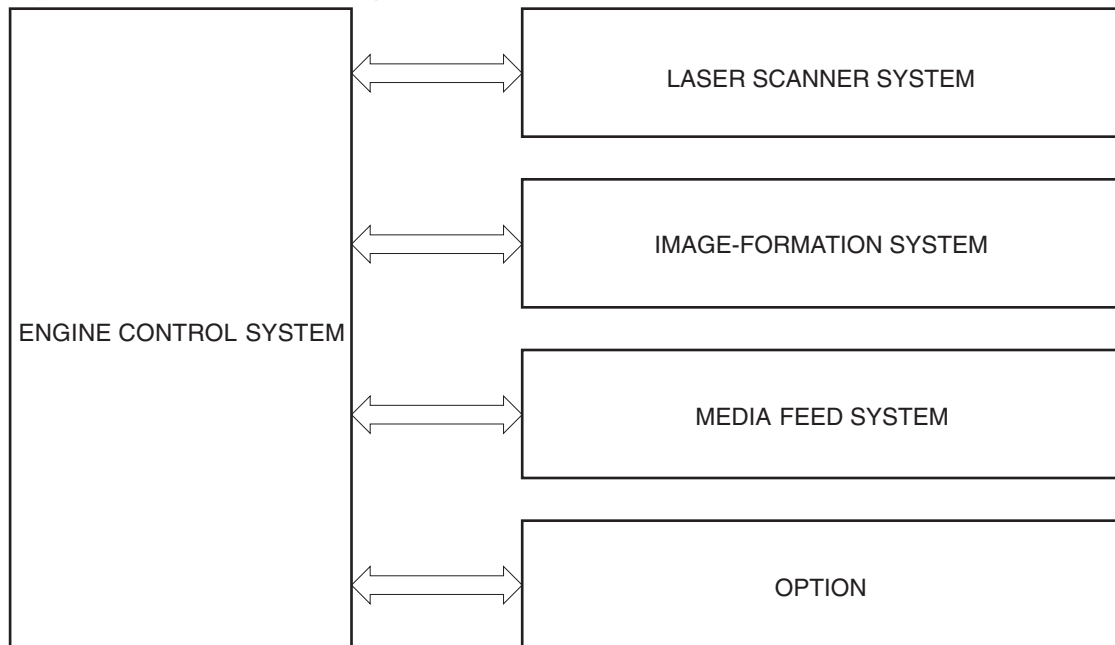 LASER SCANNER SYSTEM
IMAGE-FORMATION SYSTEM
ENGINE CONTROL SYSTEM
MEDIA FEED SYSTEM
OPTION